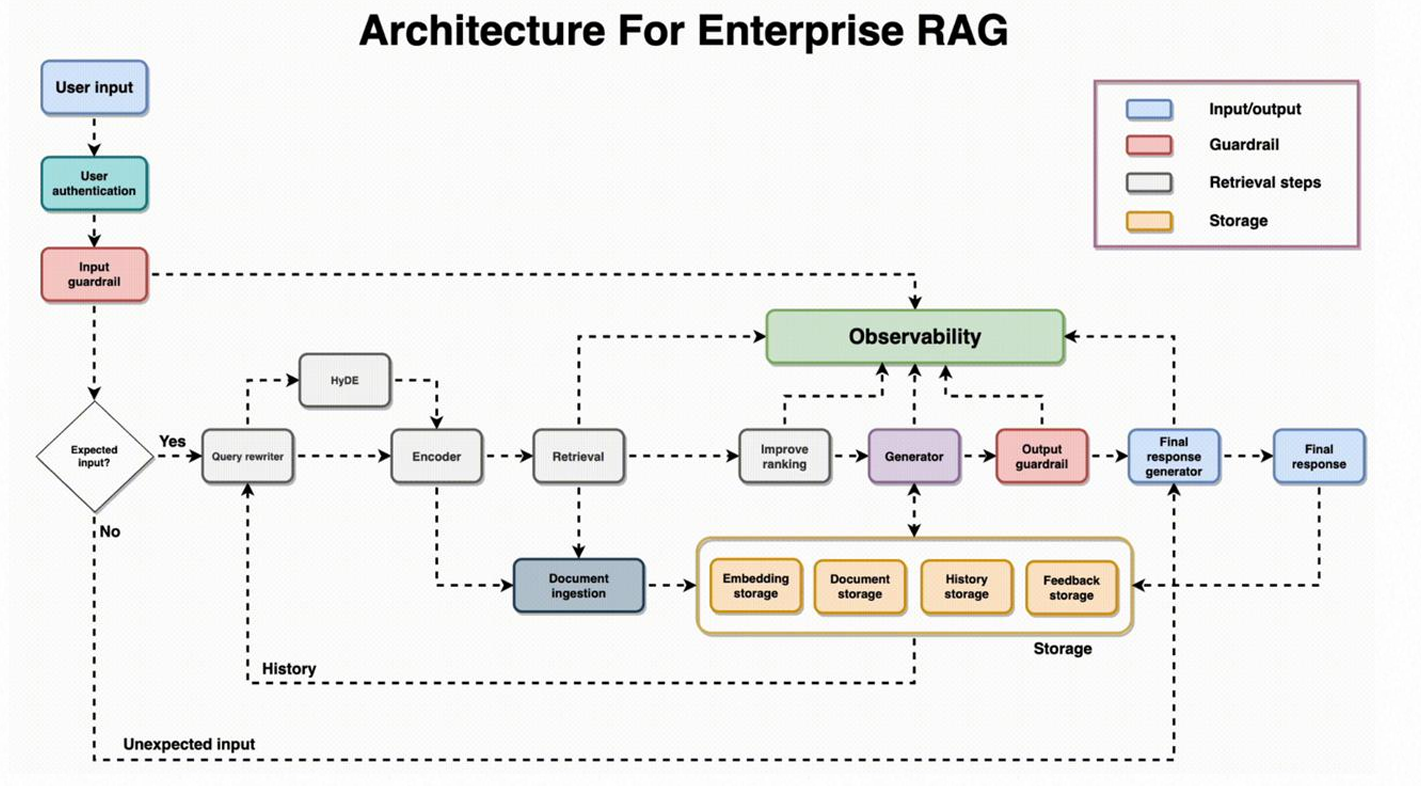 Architecture For Enterprise RAG
User input
User
authentication
Input
guardrail
Input/output
Guardrail
Retrieval steps
Storage
Observability
HyDE
Expected
input?
Yes
No
Query rewriter
Encoder
Retrieval
Improve
ranking
Generator
Output
guardrail
Final
response
generator
Final
response
Document
ingestion
Embedding
storage
Document
storage
History
storage
Feedback
storage
Storage
History
Unexpected input